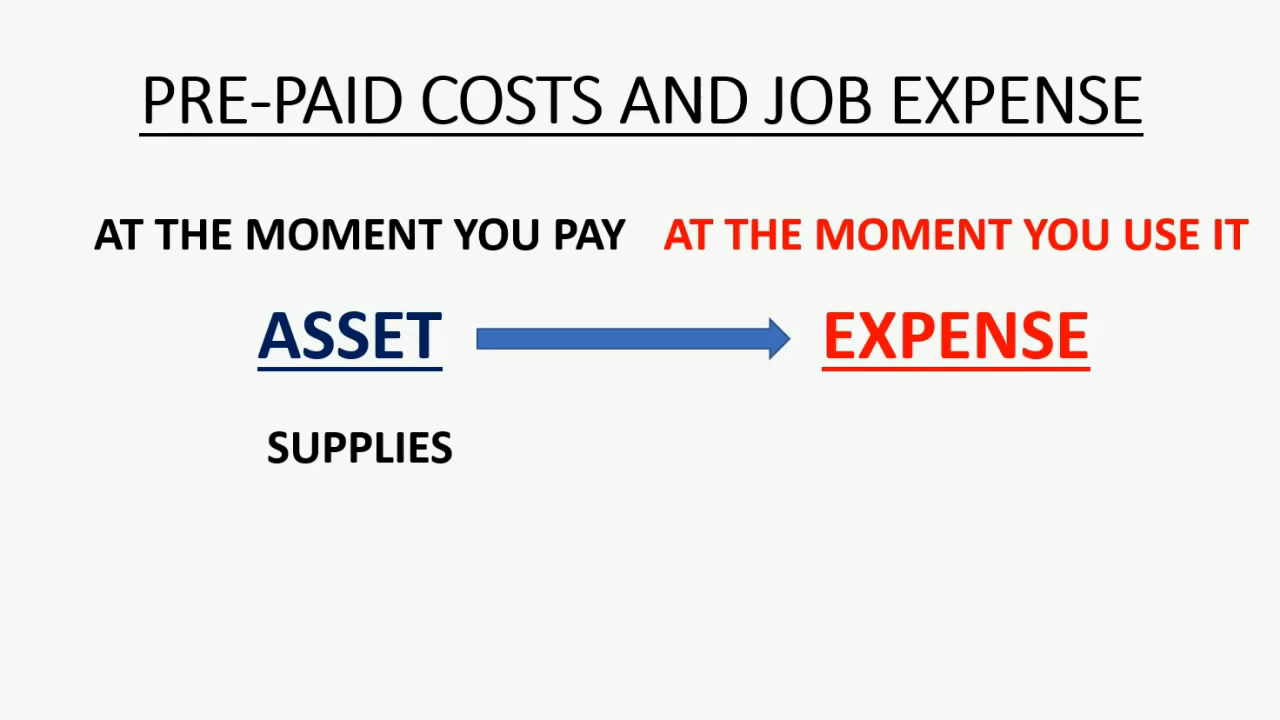 PRE-PAID COSTS AND JOB EXPENSE
AT THE MOMENT YOU PAY AT THE MOMENT YOU USE IT
ASSET EXPENSE
SUPPLIES